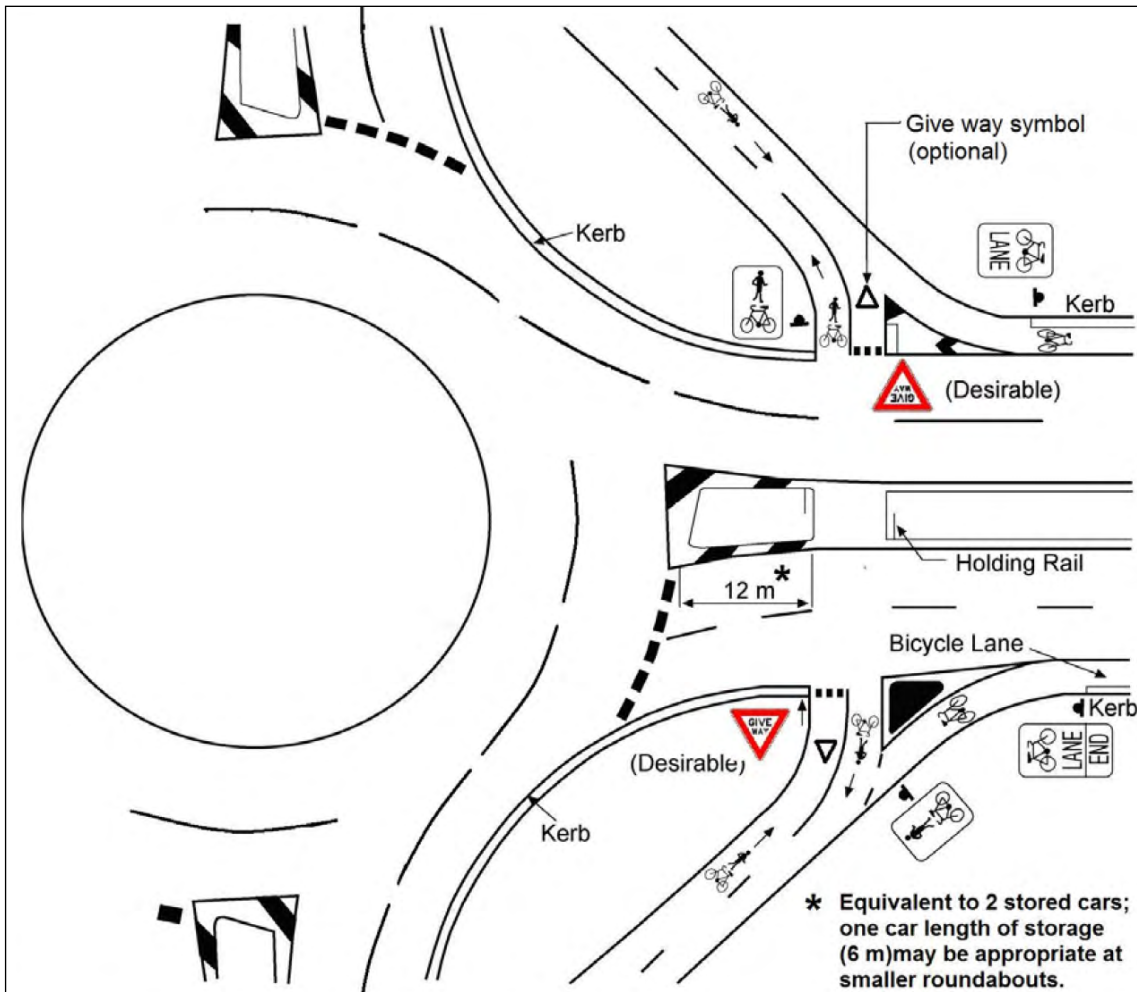 Give way symbol
(optional)
Kerb
LANE
Kerb
GIVE
WAY
(Desirable)
Holding Rail
12 m*
Bicycle Lane
GIVE
WAY
(Desirable)
Kerb
LANE
END
Kerb
* Equivalent to 2 stored cars;
one car length of storage
(6 m)may be appropriate at
smaller roundabouts.